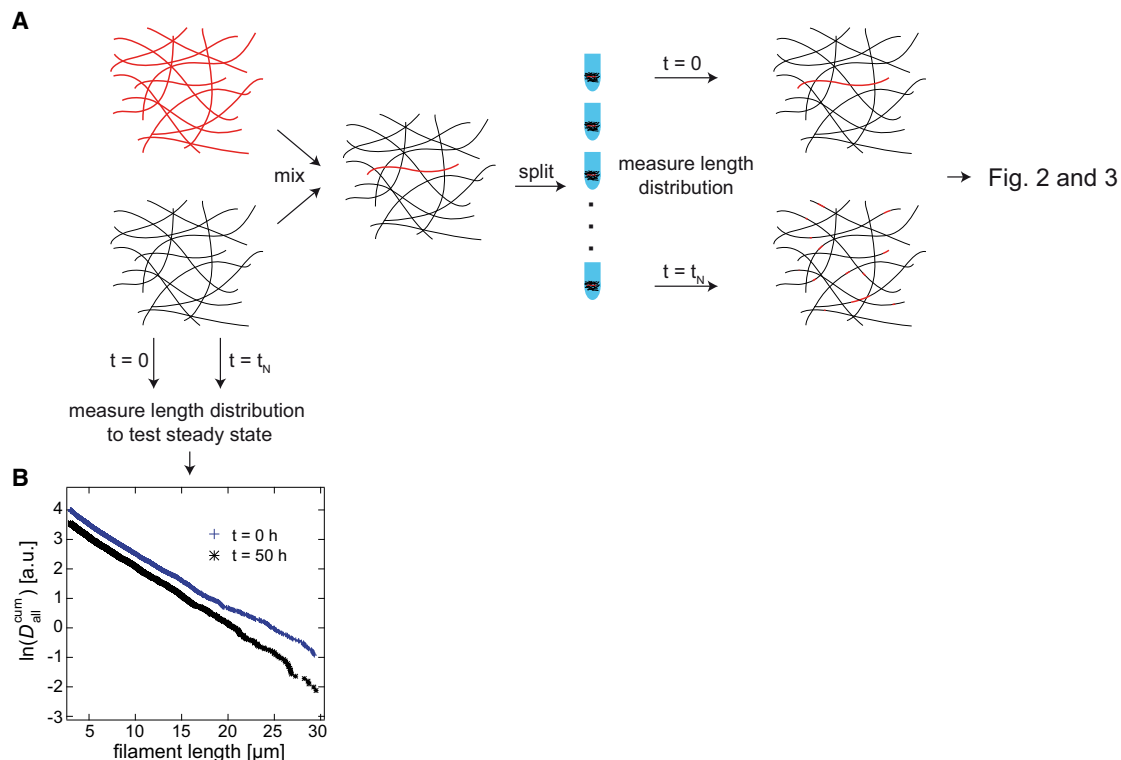 A
mix
split
t = 0
measure length
distribution
t = t_N
Fig. 2 and 3
t = 0
t = t_N
measure length distribution
to test steady state
B
ln(D_all^cum) [a.u.]
4
3
2
1
0
-1
-2
-3
t = 0 h
t = 50 h
5
10
15
20
25
30
filament length [µm]